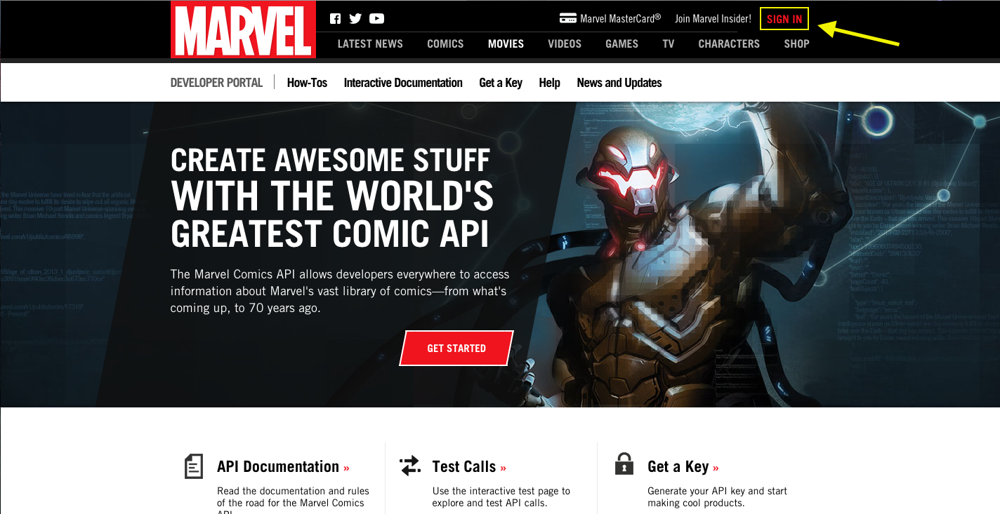 MARVEL
Marvel MasterCard® Join Marvel Insider! SIGN IN
LATEST NEWS COMICS MOVIES VIDEOS GAMES TV CHARACTERS SHOP
DEVELOPER PORTAL How-Tos Interactive Documentation Get a Key Help News and Updates
CREATE AWESOME STUFF
WITH THE WORLD'S
GREATEST COMIC API
The Marvel Comics API allows developers everywhere to access
information about Marvel's vast library of comics—from what's
coming up, to 70 years ago.
GET STARTED
API Documentation »
Read the documentation and rules
of the road for the Marvel Comics
API
Test Calls »
Use the interactive test page to
explore and test API calls.
Get a Key »
Generate your API key and start
making cool products.